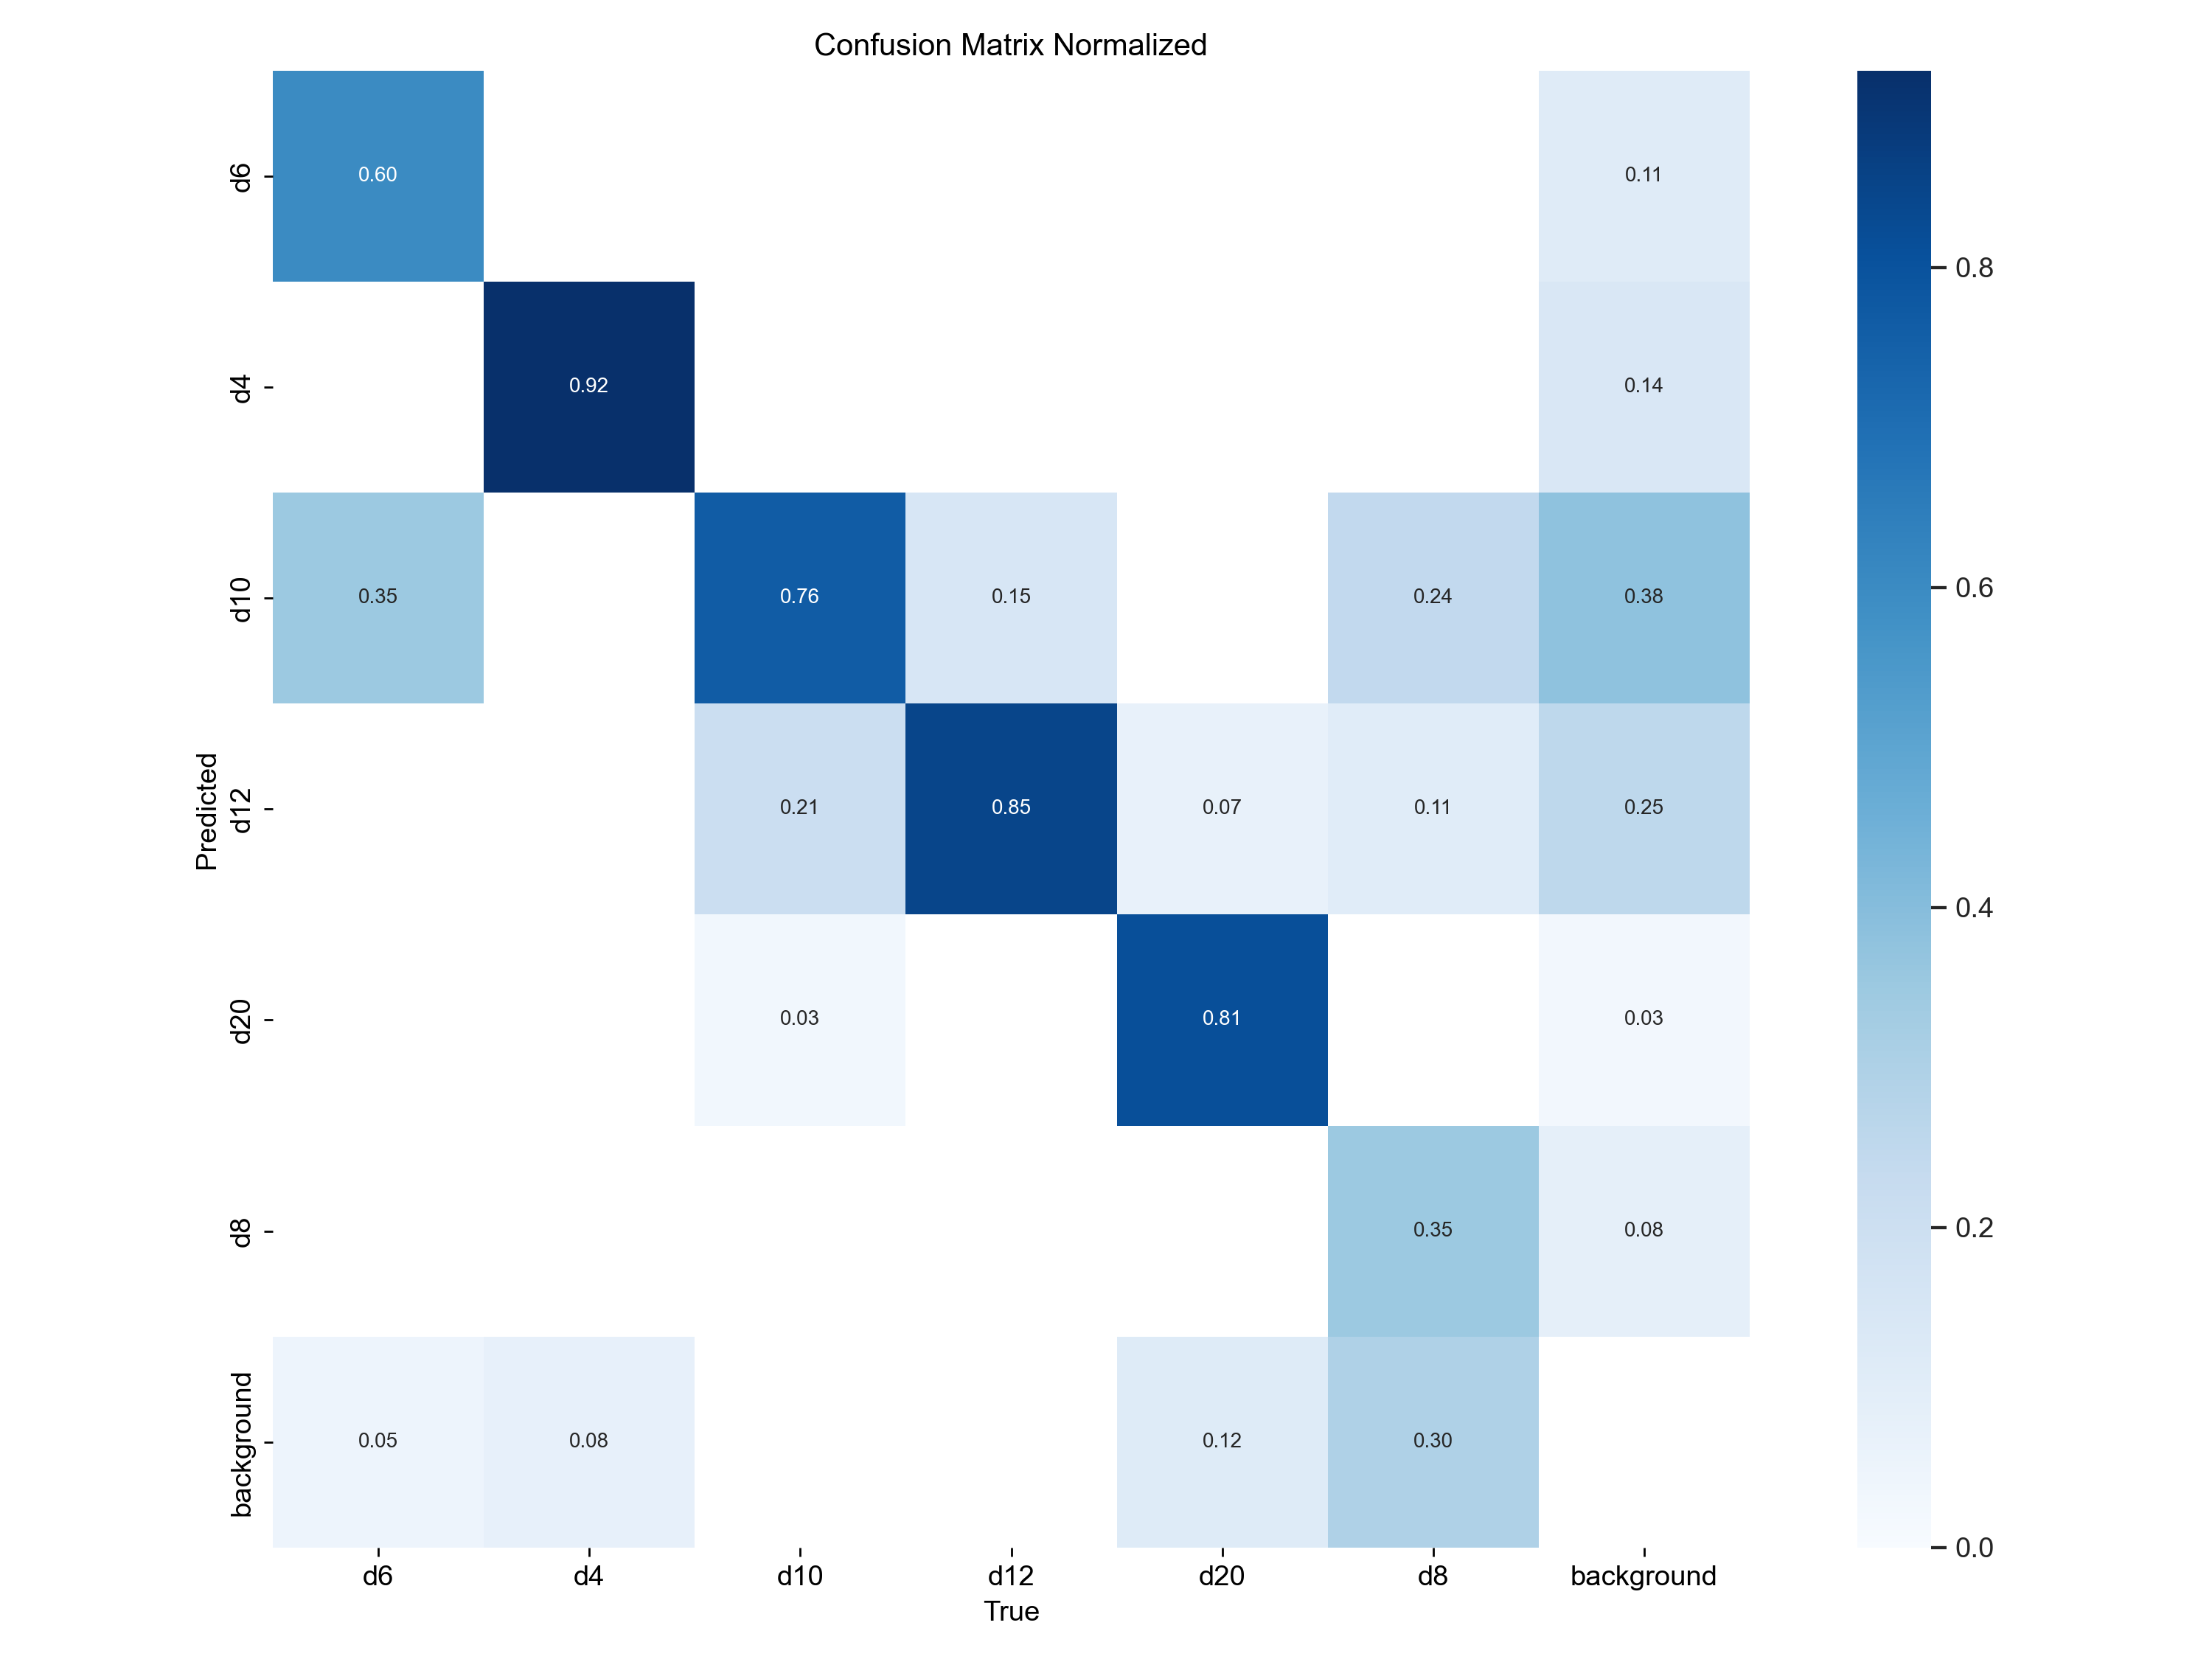 Confusion Matrix Normalized
d6
0.60
0.11
0.8
d4
0.92
0.14
0.6
d10
0.35
0.76
0.15
0.24
0.38
Predicted
d12
0.21
0.85
0.07
0.11
0.25
0.4
d20
0.03
0.81
0.03
d8
0.35
0.08
0.2
background
0.05
0.08
0.12
0.30
0.0
d6 d4 d10 d12 d20 d8 background
True